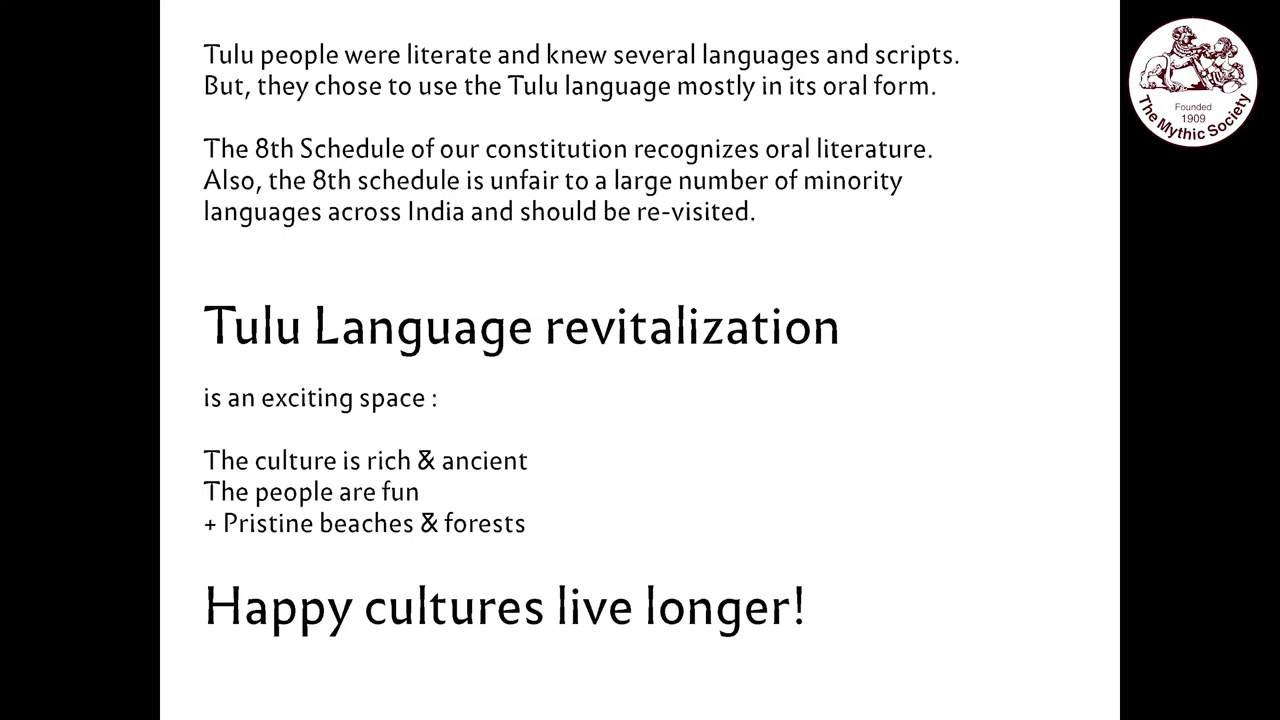 Tulu people were literate and knew several languages and scripts.
But, they chose to use the Tulu language mostly in its oral form.
The 8th Schedule of our constitution recognizes oral literature.
Also, the 8th schedule is unfair to a large number of minority
languages across India and should be re-visited.
Tulu Language revitalization
is an exciting space :
The culture is rich & ancient
The people are fun
+ Pristine beaches & forests
Happy cultures live longer!
Founded
1909
The Mythic Society